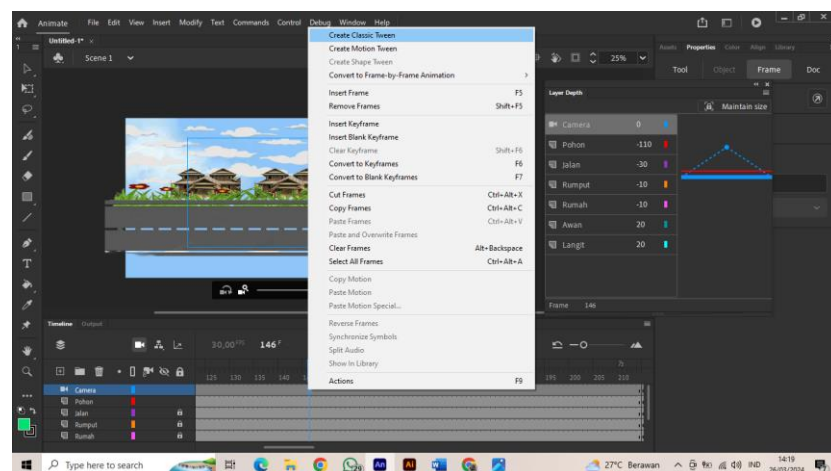 Animate File Edit View Insert Modify Text Commands Control Debug Window Help
Untitled-1* ×
Scene 1
25%
Assets Properties Color Align Library
Tool Object Frame Doc
Create Classic Tween
Create Motion Tween
Create Shape Tween
Convert to Frame-by-Frame Animation
Insert Frame F5
Remove Frames Shift+F5
Insert Keyframe
Insert Blank Keyframe
Clear Keyframe Shift+F6
Convert to Keyframes F6
Convert to Blank Keyframes F7
Cut Frames Ctrl+Alt+X
Copy Frames Ctrl+Alt+C
Paste Frames Ctrl+Alt+V
Paste and Overwrite Frames
Clear Frames Alt+Backspace
Select All Frames Ctrl+Alt+A
Copy Motion
Paste Motion
Paste Motion Special...
Reverse Frames
Synchronize Symbols
Split Audio
Show In Library
Actions F9
Layer Depth
Maintain size
Camera 0
Pohon -110
Jalan -30
Rumput -10
Rumah -10
Awan 20
Langit 20
Frame 146
Timeline Output
30,00 FPS 146 F
125 130 135 140 195 200 205 210
7s
Camera
Pohon
Jalan
Rumput
Rumah
Type here to search
27°C Berawan
IND
14:19
26/03/2024